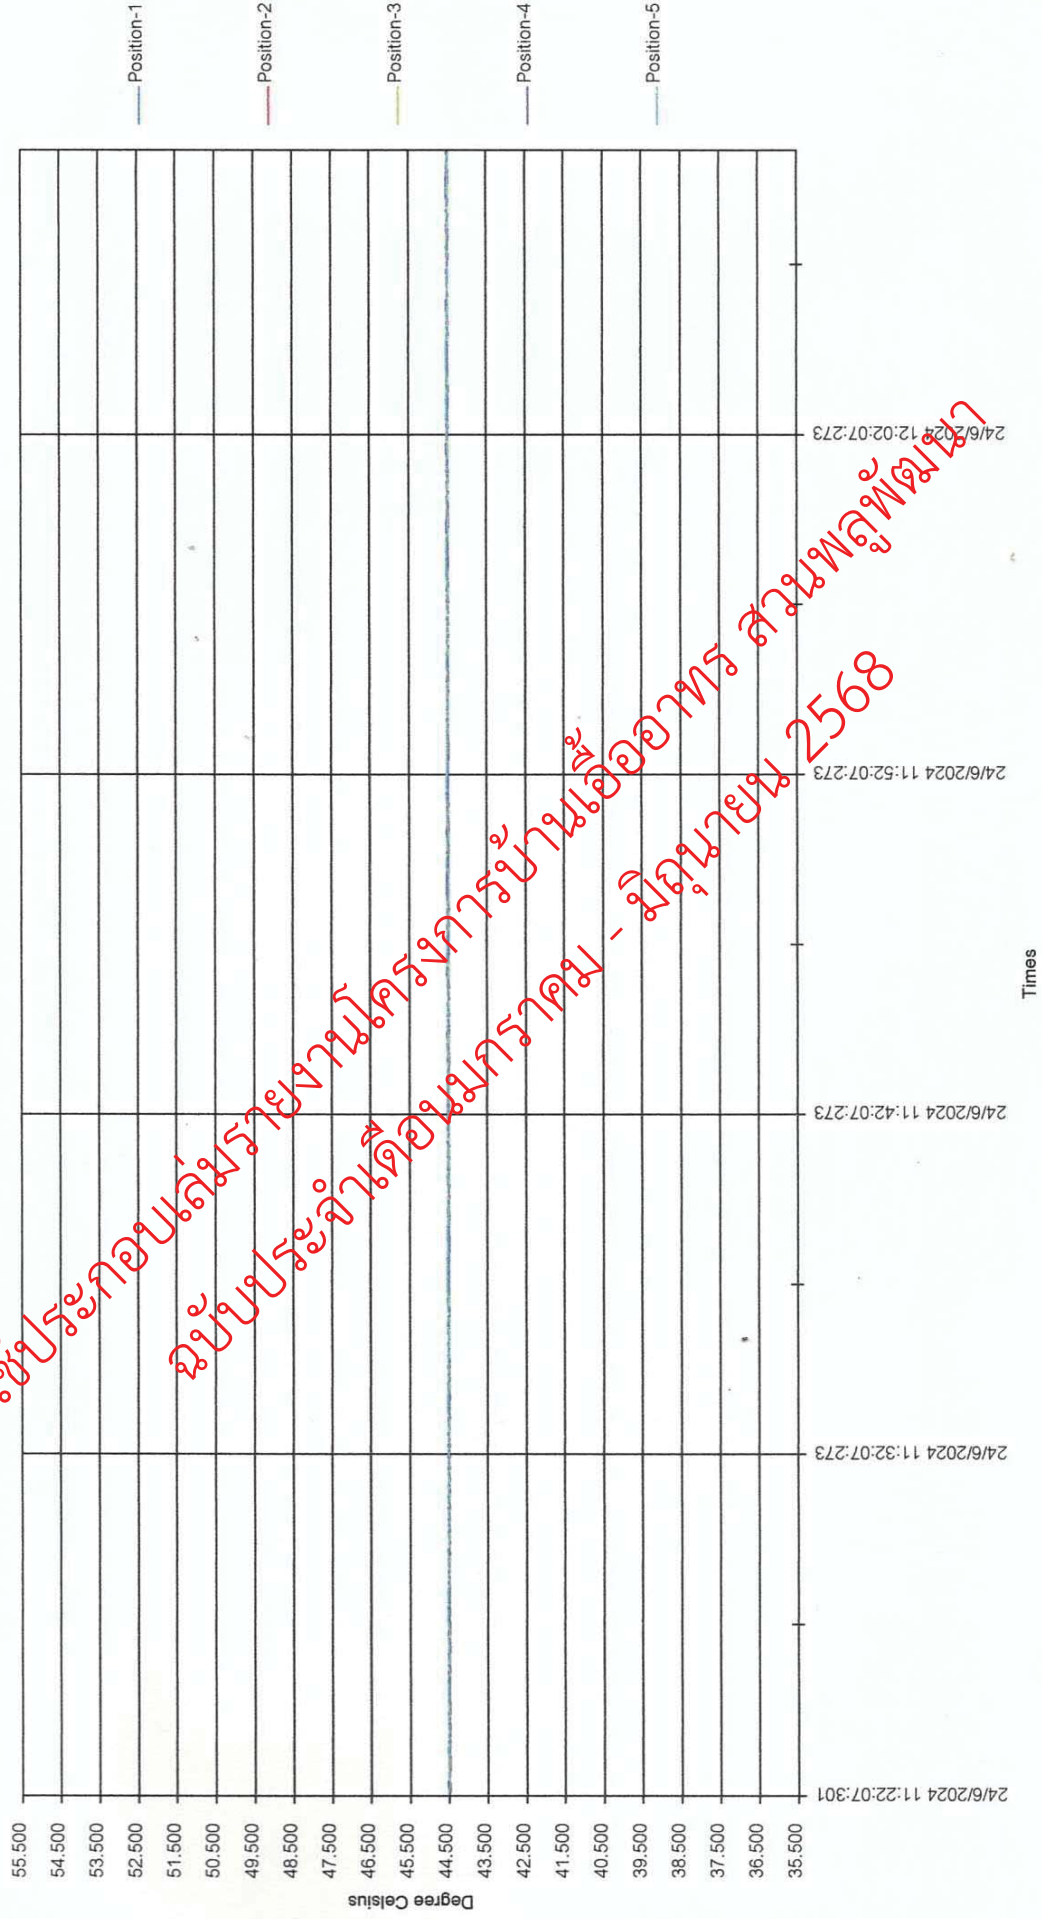 Position-1
Position-2
Position-3
Position-4
Position-5
55.500
54.500
53.500
52.500
51.500
50.500
49.500
48.500
47.500
46.500
45.500
44.500
43.500
42.500
41.500
40.500
39.500
38.500
37.500
36.500
35.500
Degree Celsius
24/6/2024 11:22:07:301
24/6/2024 11:32:07:273
24/6/2024 11:42:07:273
24/6/2024 11:52:07:273
24/6/2024 12:02:07:273
Times
ใช้ประกอบเล่มรายงานโครงการบ้านเอื้ออาทร สวนพลูพัฒนา
ฉบับประจำเดือนมกราคม - มิถุนายน 2568